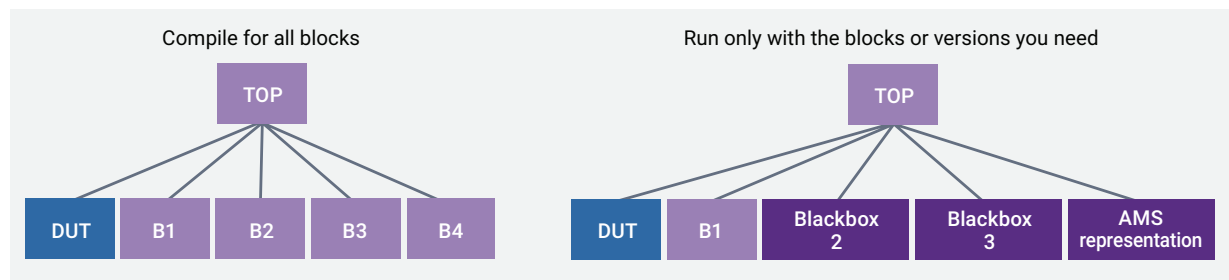 Compile for all blocks
TOP
DUT
B1
B2
B3
B4
Run only with the blocks or versions you need
TOP
DUT
B1
Blackbox
2
Blackbox
3
AMS
representation